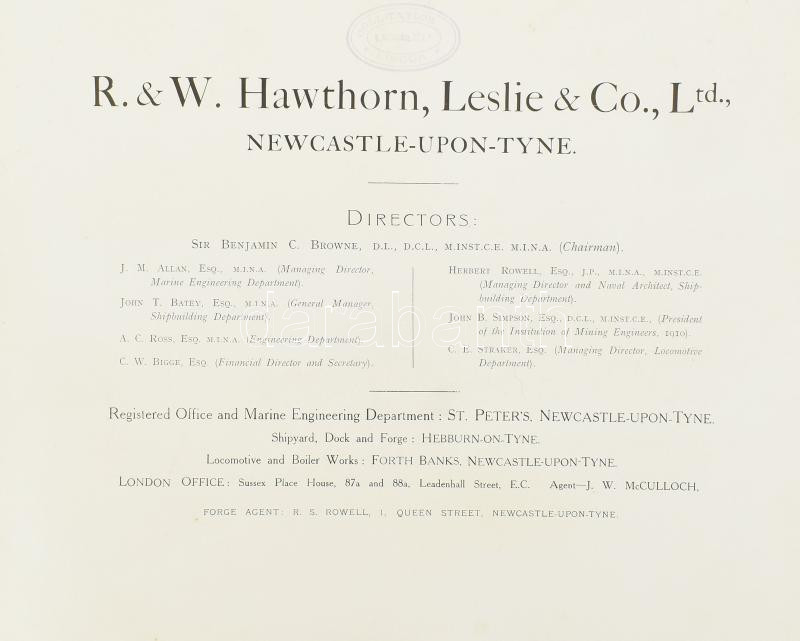 R. & W. Hawthorn, Leslie & Co., Ltd.,
NEWCASTLE-UPON-TYNE.
DIRECTORS:
SIR BENJAMIN C. BROWNE, D.L., D.C.L., M.INST.C.E. M.I.N.A. (Chairman).
J. M. ALLAN, ESQ., M.I.N.A. (Managing Director,
Marine Engineering Department).
JOHN T. BATEY, ESQ., M.I.N.A. (General Manager,
Shipbuilding Department).
A. C. ROSS, ESQ. M.I.N.A. (Engineering Department).
C. W. BIGGE, ESQ. (Financial Director and Secretary).
HERBERT ROWELL, ESQ., J.P., M.I.N.A., M.INST.C.E.
(Managing Director and Naval Architect, Ship-
building Department).
JOHN B. SIMPSON, ESQ., D.C.L., M.INST.C.E., (President
of the Institution of Mining Engineers, 1910).
C. E. STRAKER, ESQ. (Managing Director, Locomotive
Department).
darabanth
Registered Office and Marine Engineering Department : ST. PETER'S, NEWCASTLE-UPON-TYNE.
Shipyard, Dock and Forge : HEBBURN-ON-TYNE.
Locomotive and Boiler Works : FORTH BANKS, NEWCASTLE-UPON-TYNE.
LONDON OFFICE : Sussex Place House, 87a and 88a, Leadenhall Street, E.C. Agent—J. W. McCULLOCH.
FORGE AGENT: R. S. ROWELL, 1, QUEEN STREET, NEWCASTLE-UPON-TYNE.